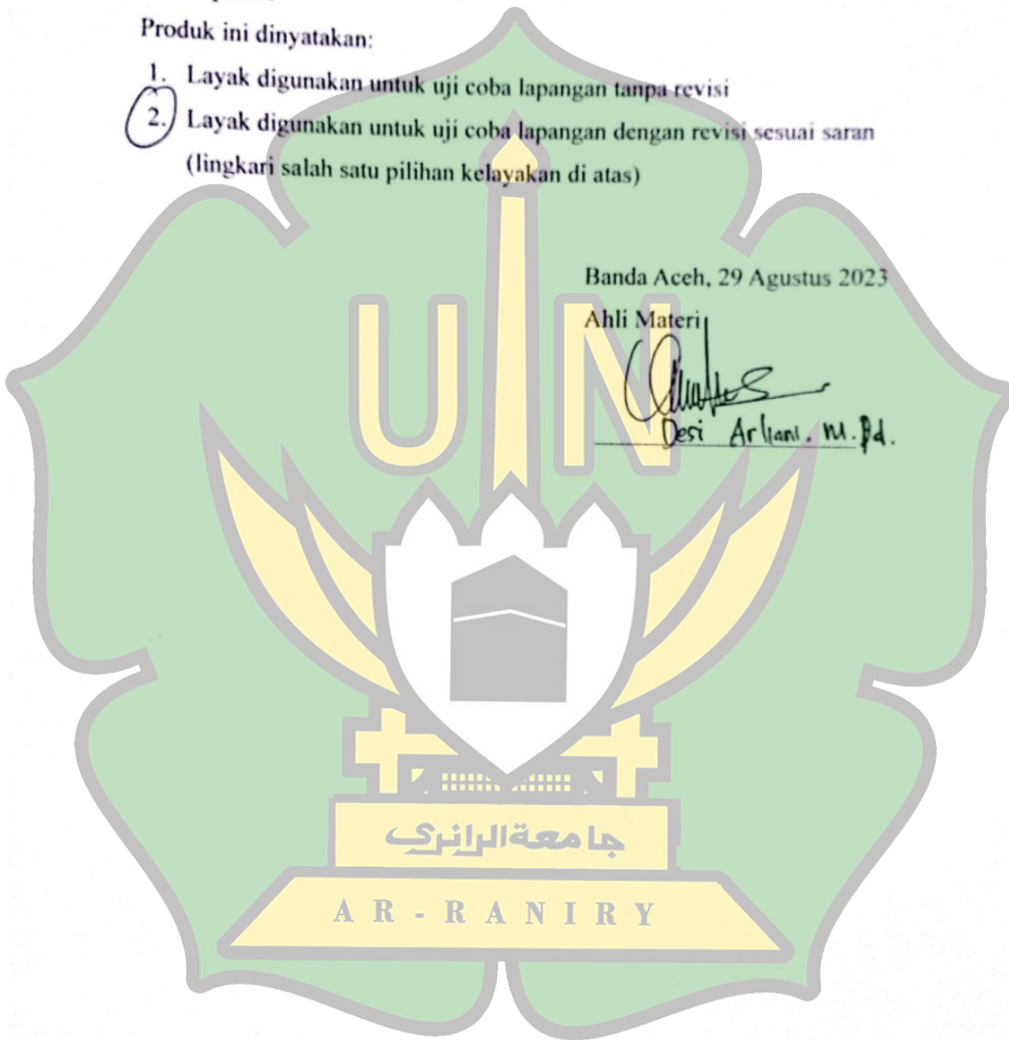 Produk ini dinyatakan:
1. Layak digunakan untuk uji coba lapangan tanpa revisi
2. Layak digunakan untuk uji coba lapangan dengan revisi sesuai saran
(lingkari salah satu pilihan kelayakan di atas)
Banda Aceh, 29 Agustus 2023
Ahli Materi
Desi Arliani. M.Pd.
UIN
جامعة الرانري
AR-RANIRY